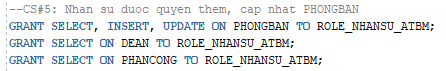 --CS#5: Nhan su duoc quyen them, cap nhat PHONGBAN
GRANT SELECT, INSERT, UPDATE ON PHONGBAN TO ROLE_NHANSU_ATBM;
GRANT SELECT ON DEAN TO ROLE_NHANSU_ATBM;
GRANT SELECT ON PHANCONG TO ROLE_NHANSU_ATBM;